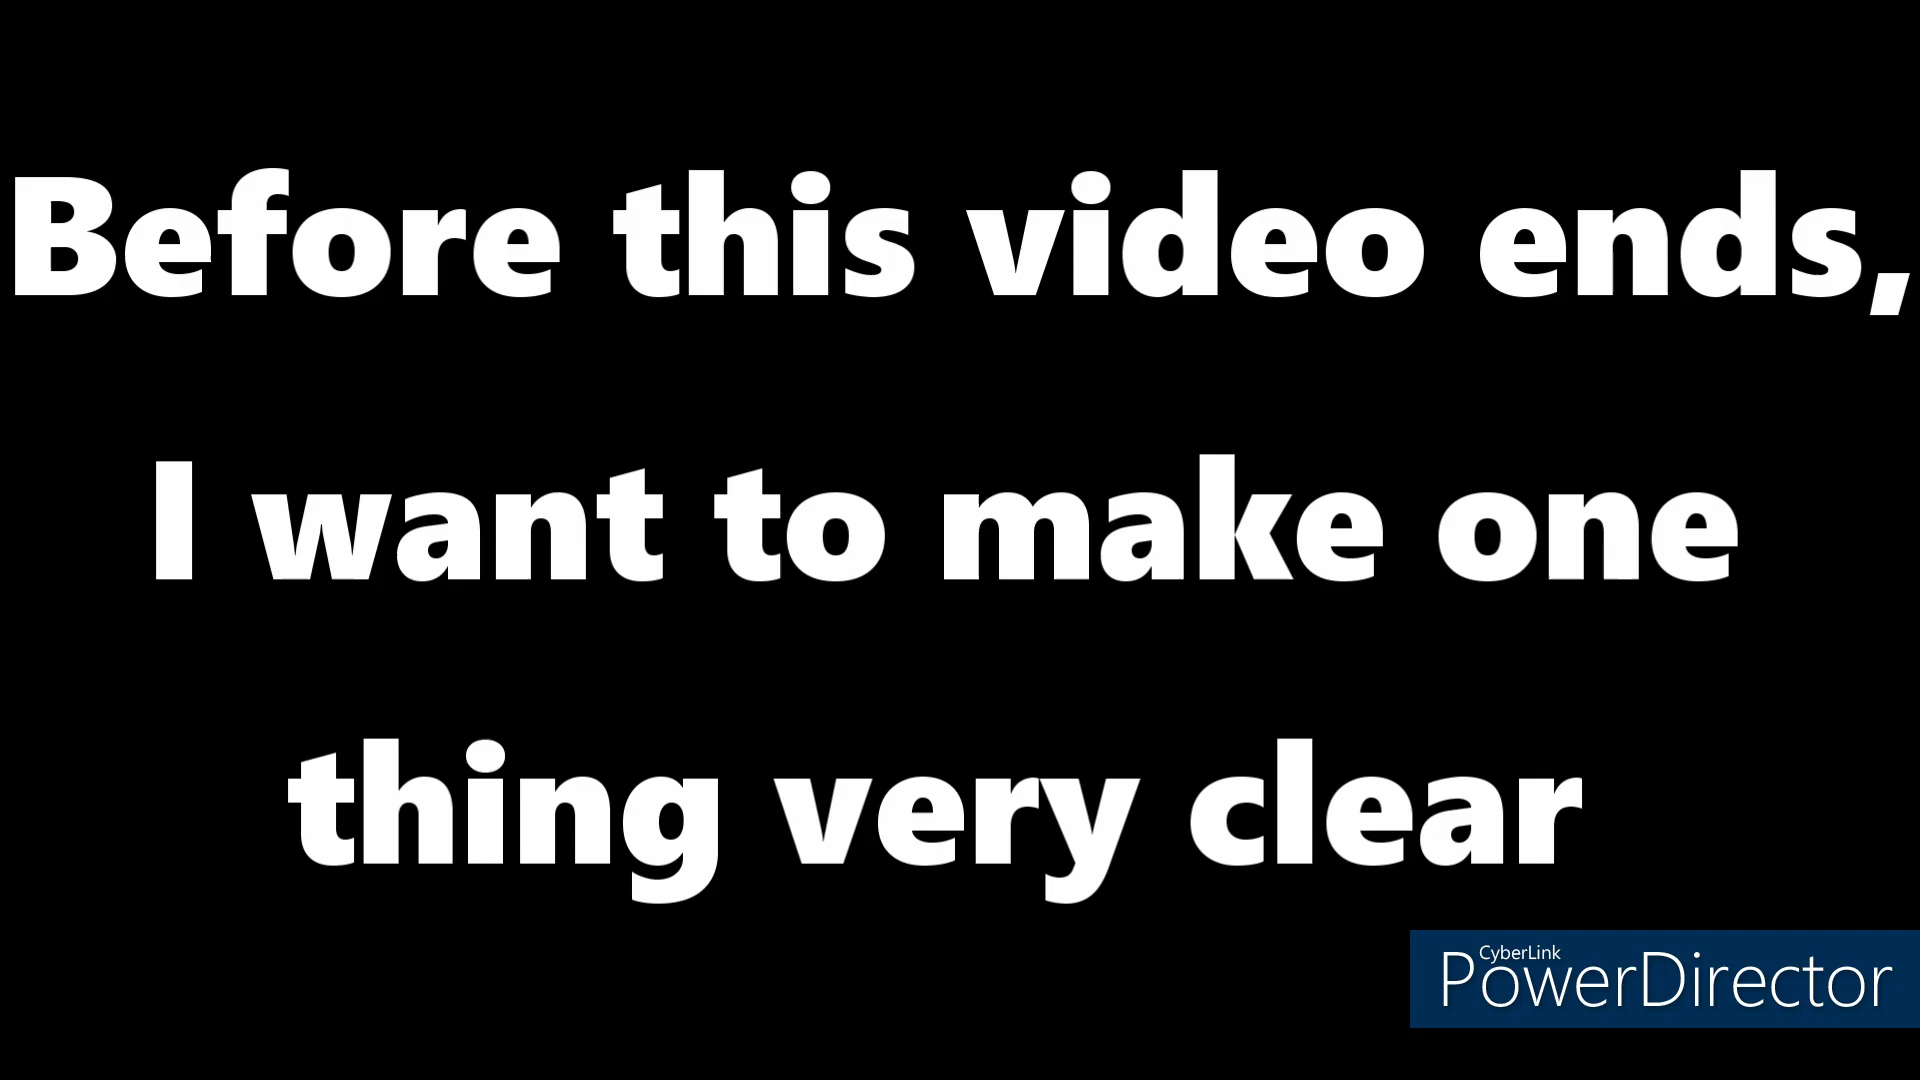 Before this video ends,
I want to make one
thing very clear
CyberLink
PowerDirector